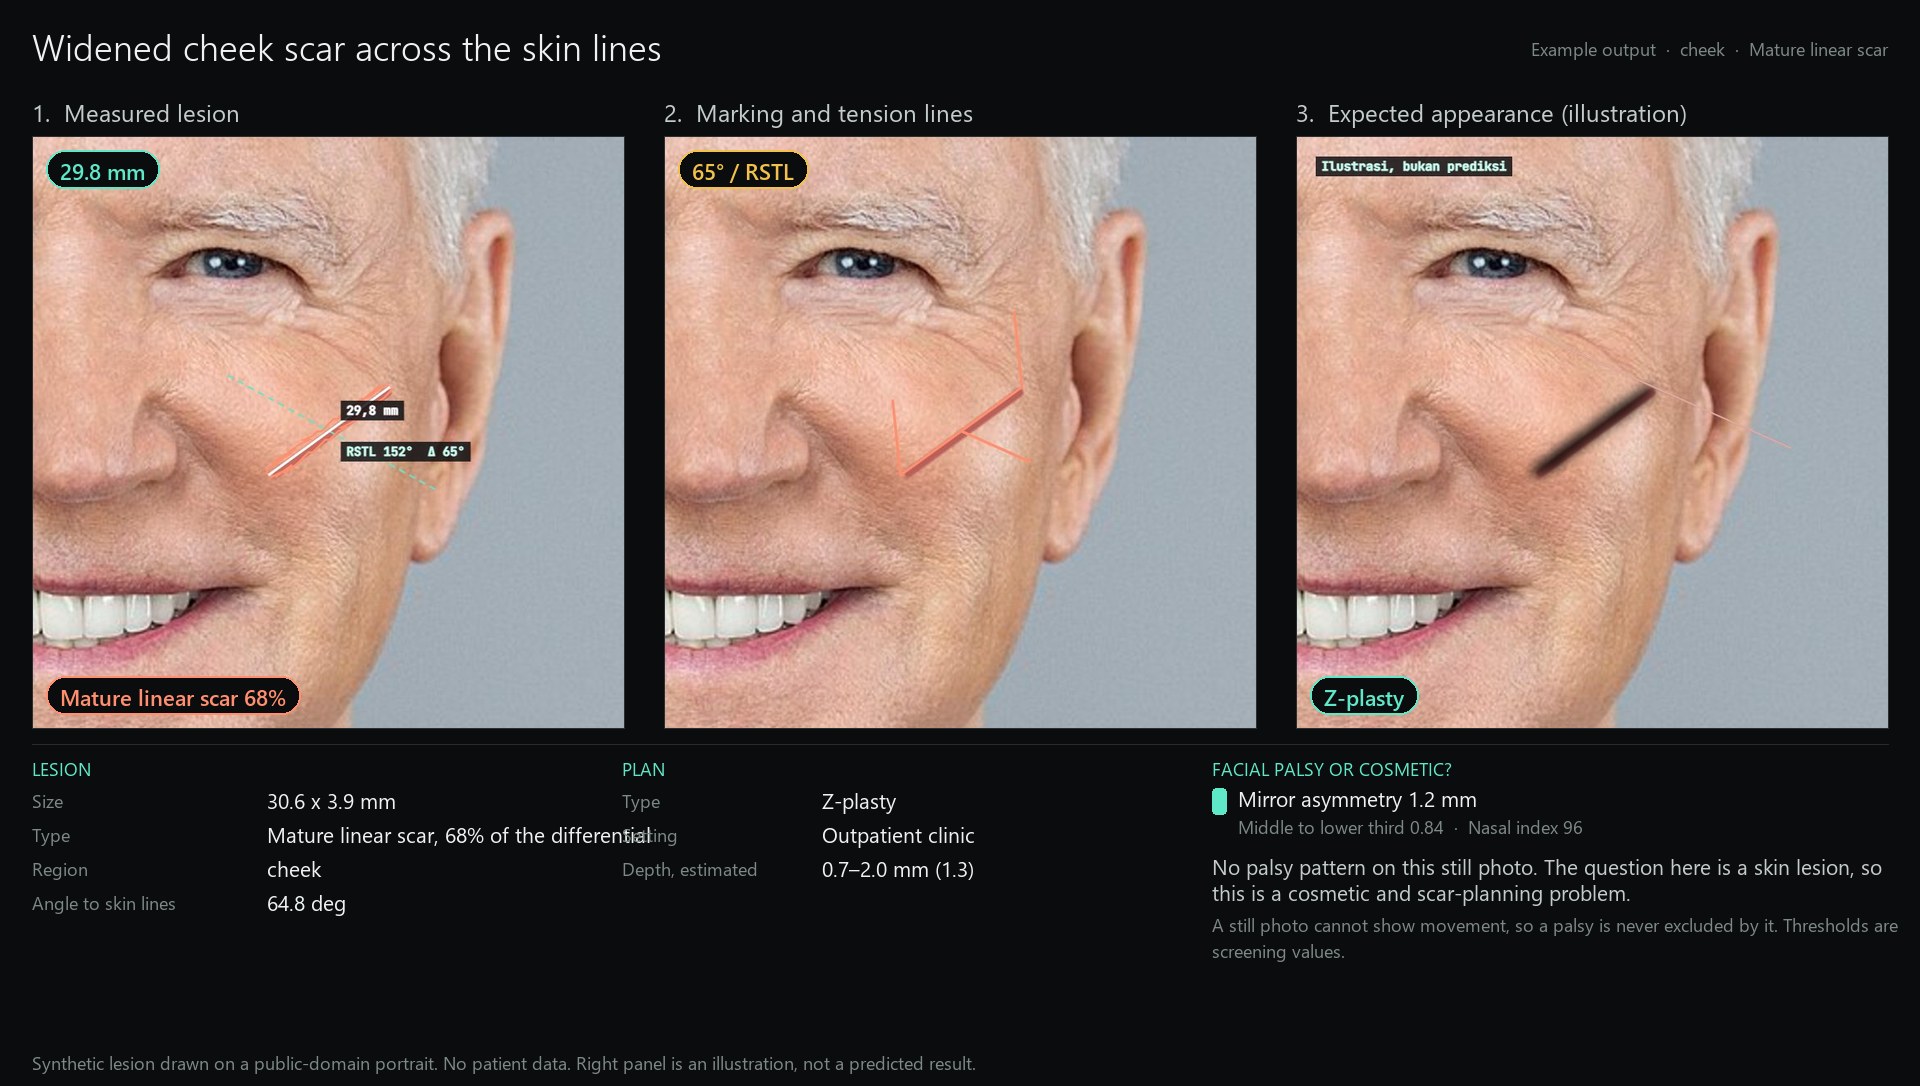 Widened cheek scar across the skin lines
Example output · cheek · Mature linear scar
1. Measured lesion
29.8 mm
29,8 mm
RSTL 152° Δ 65°
Mature linear scar 68%
2. Marking and tension lines
65° / RSTL
3. Expected appearance (illustration)
Ilustrasi, bukan prediksi
Z-plasty
LESION
Size 30.6 x 3.9 mm
Type Mature linear scar, 68% of the differential
Region cheek
Angle to skin lines 64.8 deg
PLAN
Type Z-plasty
Setting Outpatient clinic
Depth, estimated 0.7–2.0 mm (1.3)
FACIAL PALSY OR COSMETIC?
Mirror asymmetry 1.2 mm
Middle to lower third 0.84 · Nasal index 96
No palsy pattern on this still photo. The question here is a skin lesion, so
this is a cosmetic and scar-planning problem.
A still photo cannot show movement, so a palsy is never excluded by it. Thresholds are
screening values.
Synthetic lesion drawn on a public-domain portrait. No patient data. Right panel is an illustration, not a predicted result.